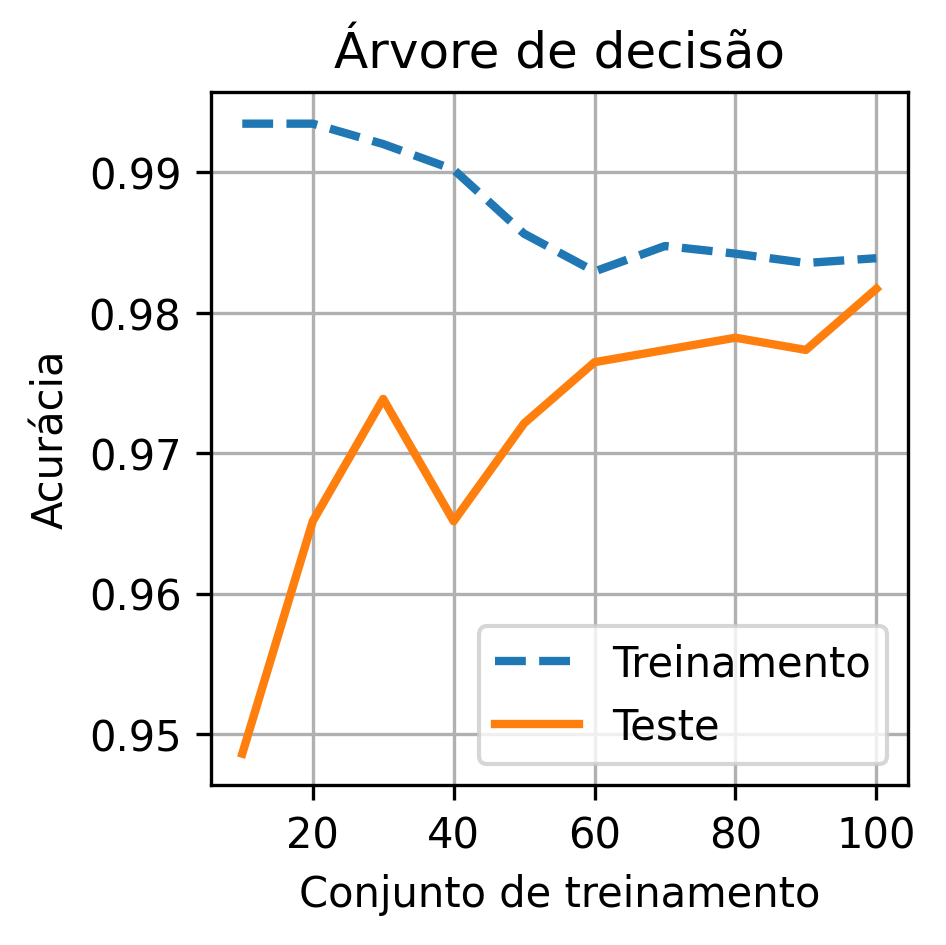 Árvore de decisão
0.99
0.98
0.97
0.96
0.95
Acurácia
Treinamento
Teste
20 40 60 80 100
Conjunto de treinamento